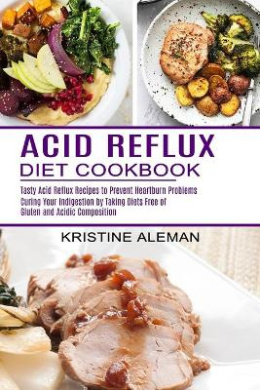 ACID REFLUX
DIET COOKBOOK
Tasty Acid Reflux Recipes to Prevent Heartburn Problems
Curing Your Indigestion by Taking Diets Free of
Gluten and Acidic Composition
KRISTINE ALEMAN